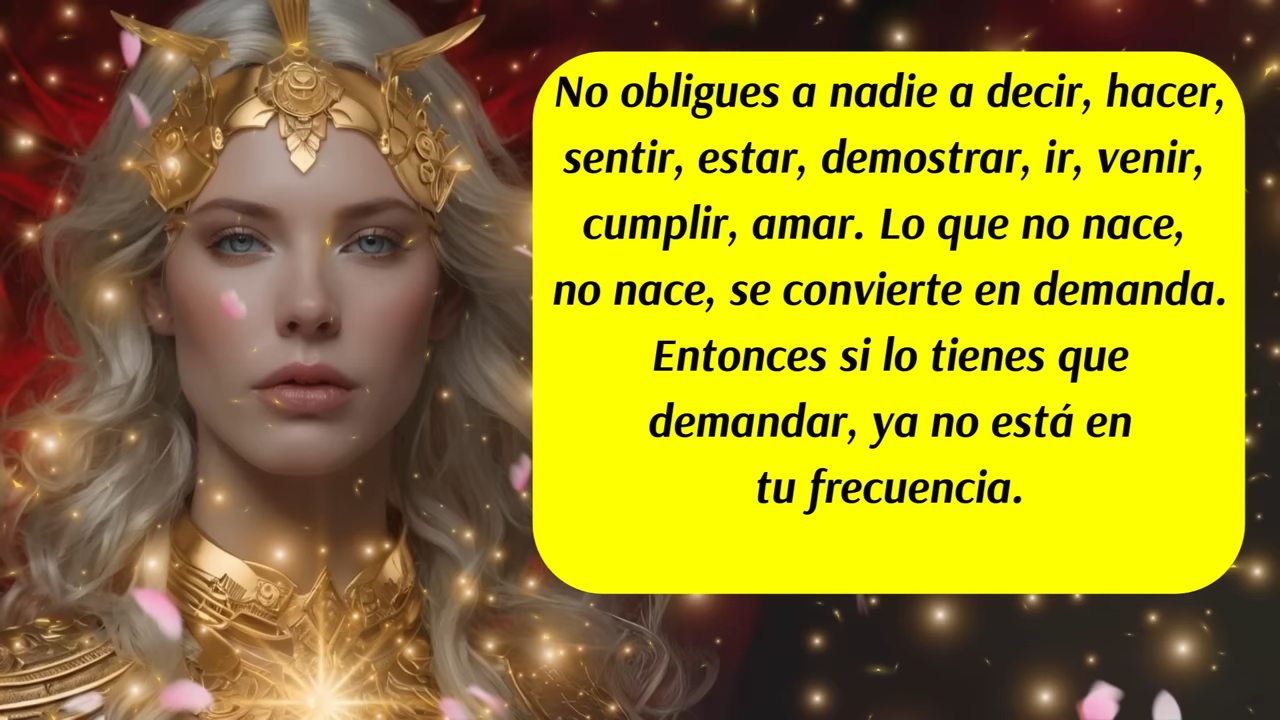 No obligues a nadie a decir, hacer,
sentir, estar, demostrar, ir, venir,
cumplir, amar. Lo que no nace,
no nace, se convierte en demanda.
Entonces si lo tienes que
demandar, ya no está en
tu frecuencia.